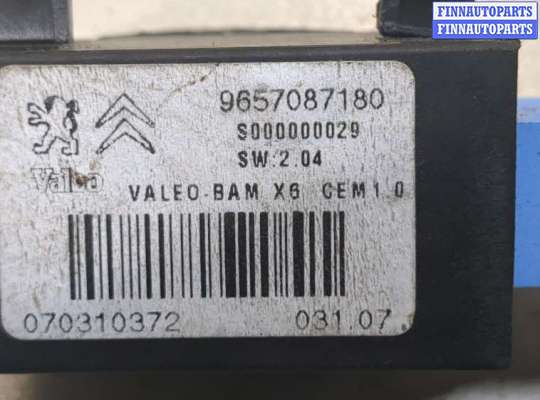 FINNAUTOPARTS
FINNAUTOPARTS
9657087180
S000000029
SW:2.04
Valeo
VALEO-BAM X6 CEM1.0
070310372
031.07